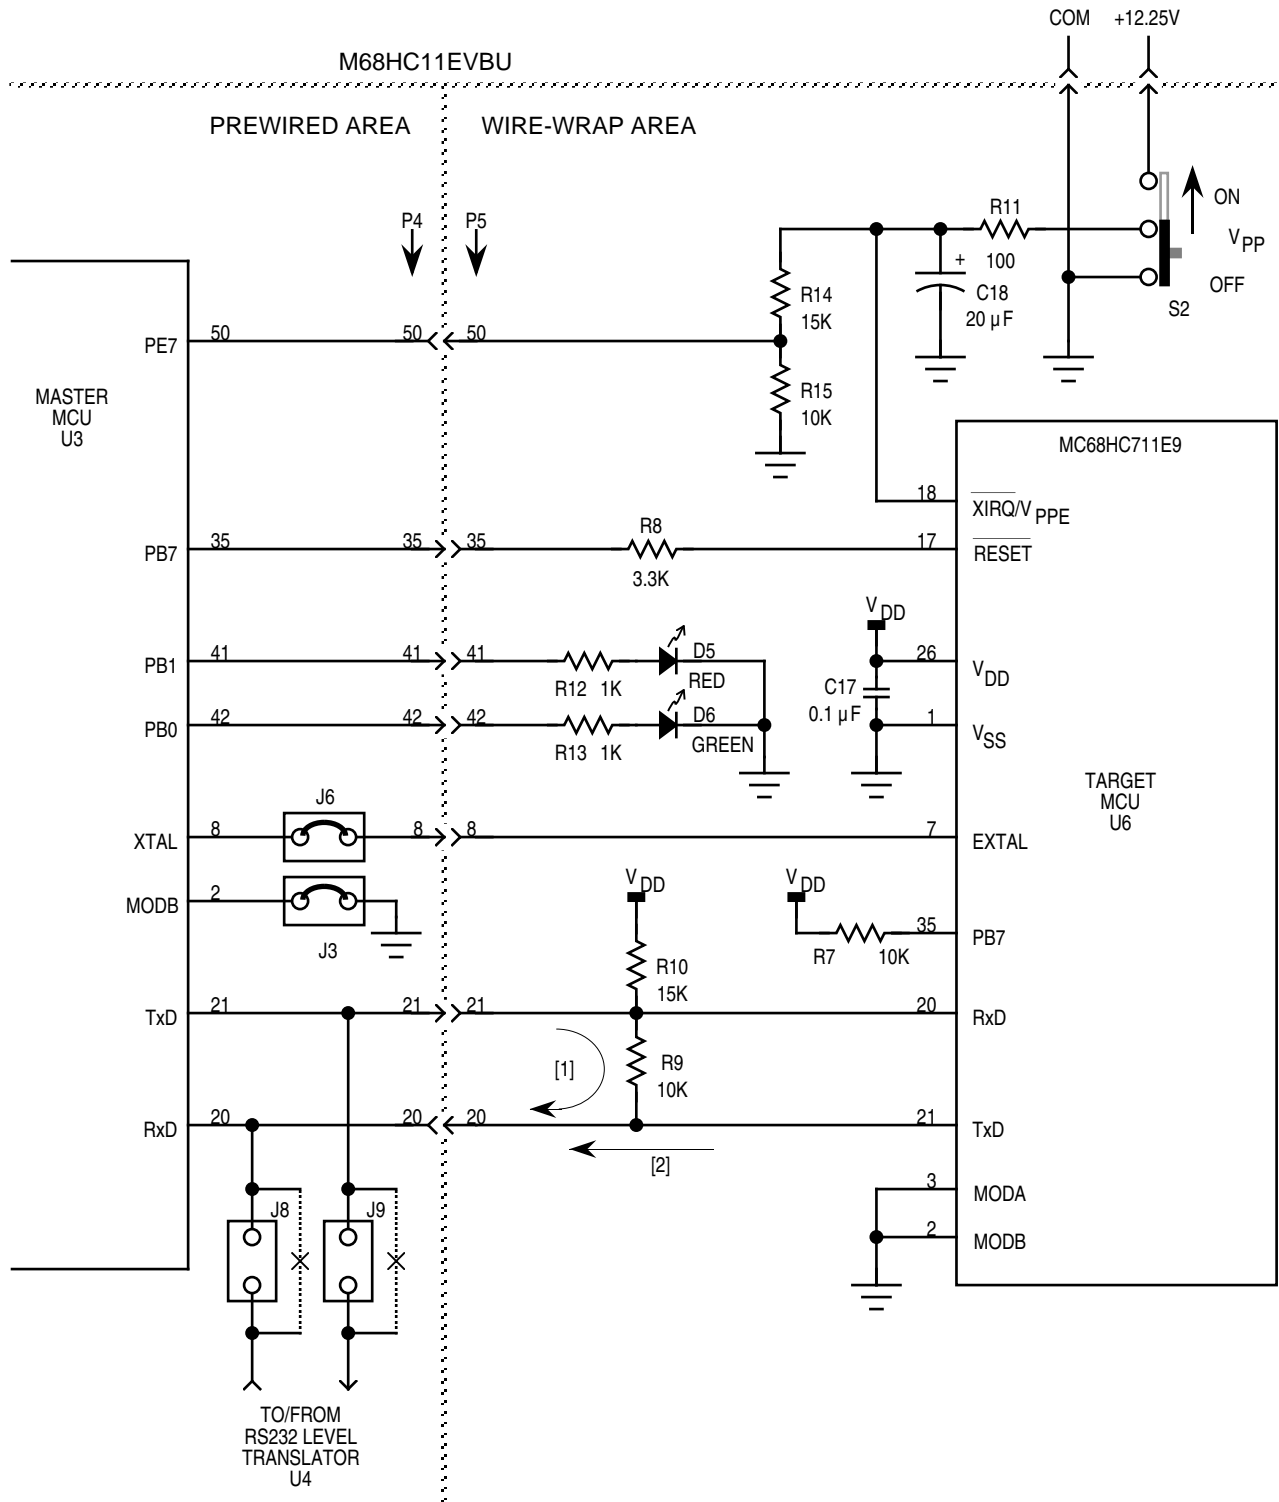 COM +12.25V
M68HC11EVBU
PREWIRED AREA WIRE-WRAP AREA
ON
V PP
OFF
S2
R11
100
+
C18
20 µF
P4 P5
R14
15K
PE7 50 50 50
R15
10K
MASTER
MCU
U3
MC68HC711E9
18 XIRQ/V PPE
R8
PB7 35 35 35 17 RESET
3.3K
V DD
PB1 41 41 41 D5 26 V DD
R12 1K RED
C17
0.1 µF
PB0 42 42 42 D6 1 V SS
R13 1K GREEN
TARGET
MCU
U6
J6
XTAL 8 8 8 7 EXTAL
V DD V DD
MODB 2
J3
35 PB7
R7 10K
R10
15K
TxD 21 21 21 20 RxD
[1]
R9
10K
RxD 20 20 20 21 TxD
[2]
3 MODA
J8 J9
2 MODB
TO/FROM
RS232 LEVEL
TRANSLATOR
U4